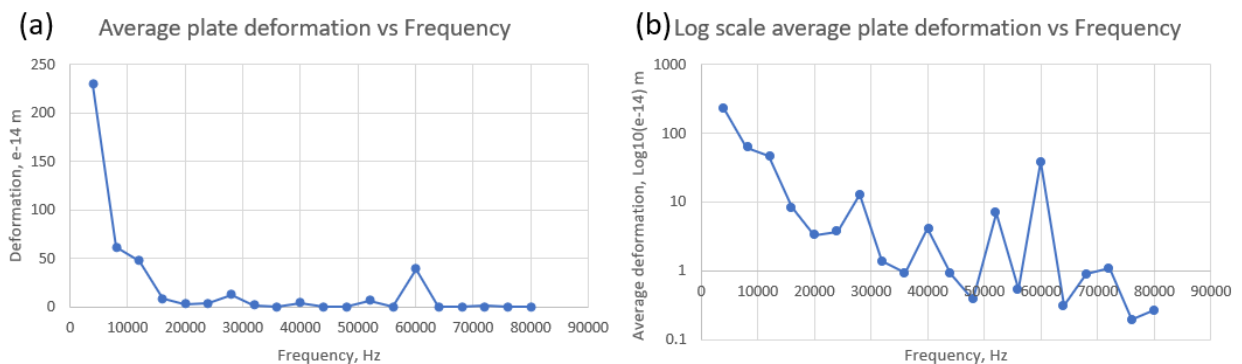 (a) Average plate deformation vs Frequency
250
200
150
100
50
0
0 10000 20000 30000 40000 50000 60000 70000 80000 90000
Deformation, e-14 m
Frequency, Hz
(b) Log scale average plate deformation vs Frequency
1000
100
10
1
0.1
0 10000 20000 30000 40000 50000 60000 70000 80000 90000
Average deformation, Log10(e-14) m
Frequency, Hz